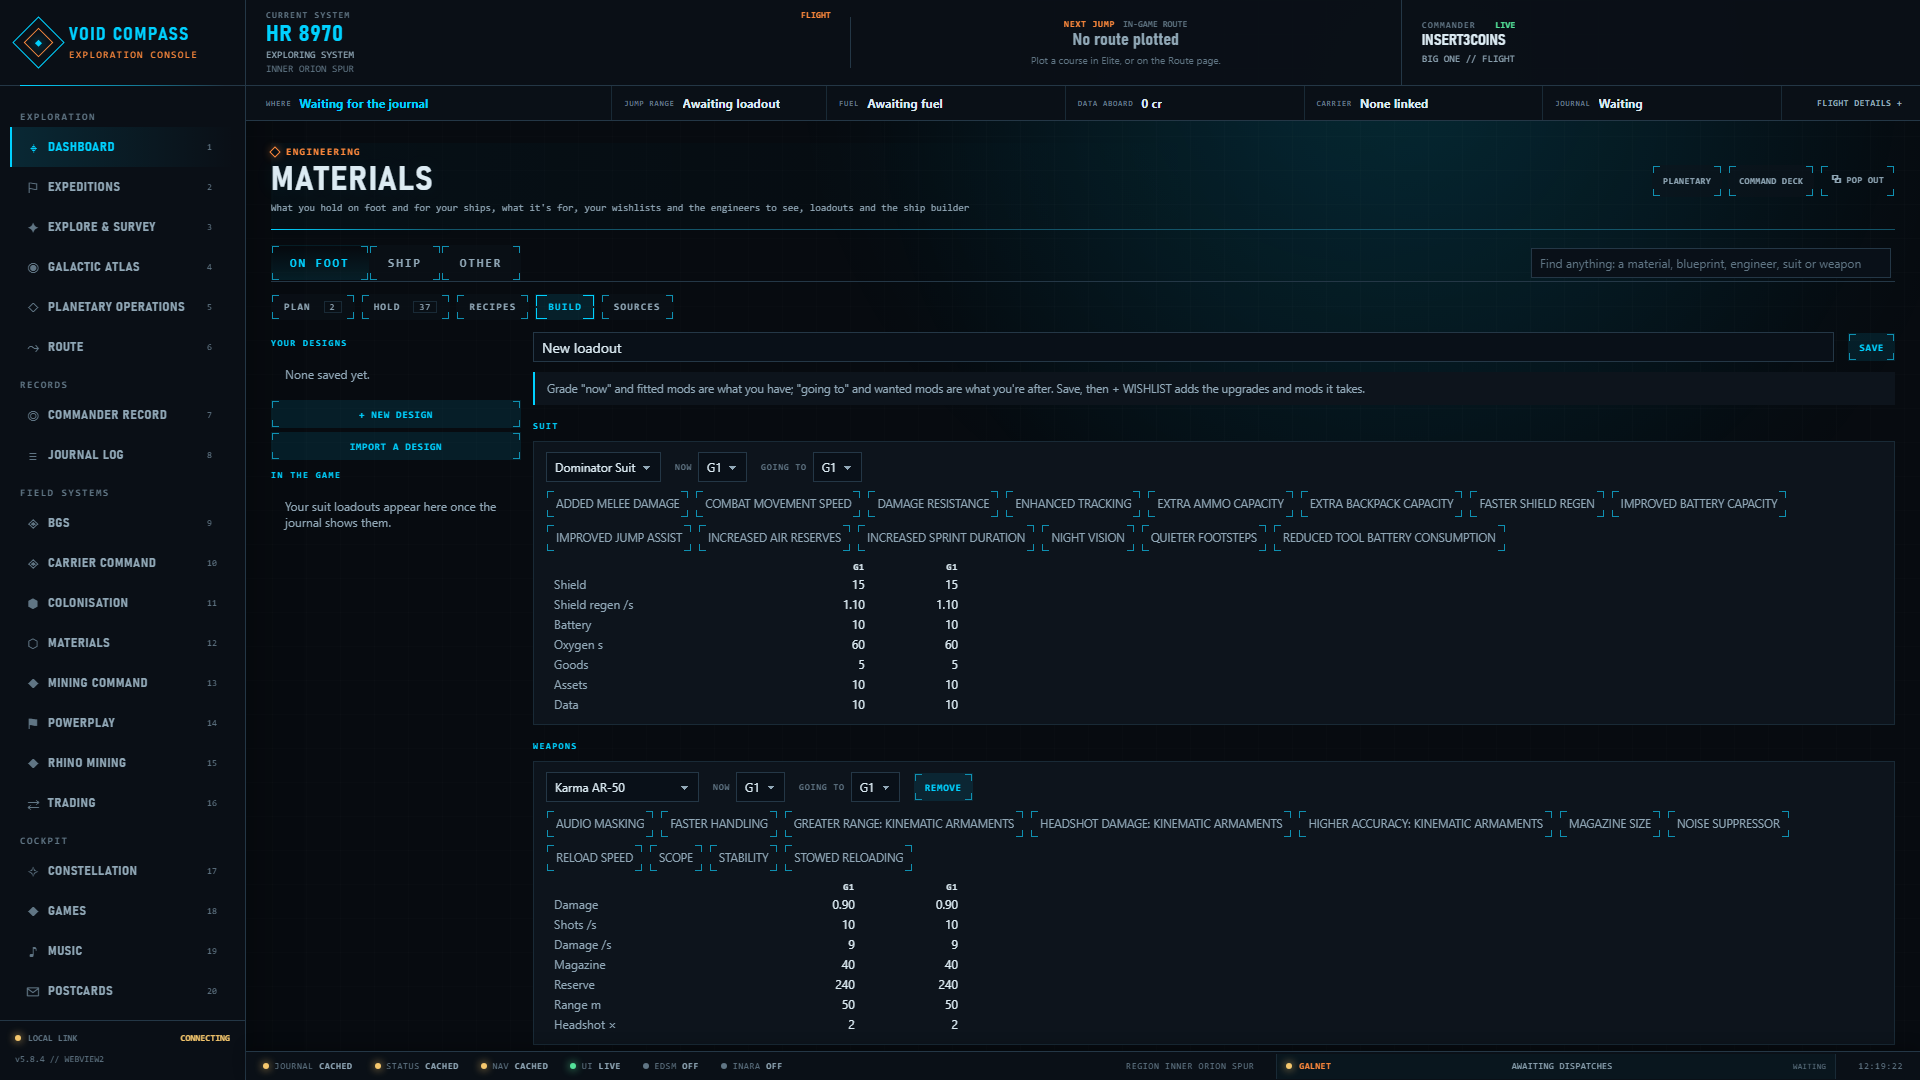 VOID COMPASS
EXPLORATION CONSOLE
CURRENT SYSTEM
HR 8970
EXPLORING SYSTEM
INNER ORION SPUR
FLIGHT
NEXT JUMP IN-GAME ROUTE
No route plotted
Plot a course in Elite, or on the Route page.
COMMANDER LIVE
INSERT3COINS
BIG ONE // FLIGHT
WHERE Waiting for the journal
JUMP RANGE Awaiting loadout
FUEL Awaiting fuel
DATA ABOARD 0 cr
CARRIER None linked
JOURNAL Waiting
FLIGHT DETAILS +
EXPLORATION
DASHBOARD 1
EXPEDITIONS 2
EXPLORE & SURVEY 3
GALACTIC ATLAS 4
PLANETARY OPERATIONS 5
ROUTE 6
RECORDS
COMMANDER RECORD 7
JOURNAL LOG 8
FIELD SYSTEMS
BGS 9
CARRIER COMMAND 10
COLONISATION 11
MATERIALS 12
MINING COMMAND 13
POWERPLAY 14
RHINO MINING 15
TRADING 16
COCKPIT
CONSTELLATION 17
GAMES 18
MUSIC 19
POSTCARDS 20
LOCAL LINK CONNECTING
v5.8.4 // WEBVIEW2
ENGINEERING
MATERIALS
What you hold on foot and for your ships, what it's for, your wishlists and the engineers to see, loadouts and the ship builder
PLANETARY
COMMAND DECK
POP OUT
ON FOOT
SHIP
OTHER
Find anything: a material, blueprint, engineer, suit or weapon
PLAN 2
HOLD 37
RECIPES
BUILD
SOURCES
YOUR DESIGNS
None saved yet.
+ NEW DESIGN
IMPORT A DESIGN
IN THE GAME
Your suit loadouts appear here once the
journal shows them.
New loadout
SAVE
Grade "now" and fitted mods are what you have; "going to" and wanted mods are what you're after. Save, then + WISHLIST adds the upgrades and mods it takes.
SUIT
Dominator Suit NOW G1 GOING TO G1
ADDED MELEE DAMAGE COMBAT MOVEMENT SPEED DAMAGE RESISTANCE ENHANCED TRACKING EXTRA AMMO CAPACITY EXTRA BACKPACK CAPACITY FASTER SHIELD REGEN IMPROVED BATTERY CAPACITY
IMPROVED JUMP ASSIST INCREASED AIR RESERVES INCREASED SPRINT DURATION NIGHT VISION QUIETER FOOTSTEPS REDUCED TOOL BATTERY CONSUMPTION
G1 G1
Shield 15 15
Shield regen /s 1.10 1.10
Battery 10 10
Oxygen s 60 60
Goods 5 5
Assets 10 10
Data 10 10
WEAPONS
Karma AR-50 NOW G1 GOING TO G1 REMOVE
AUDIO MASKING FASTER HANDLING GREATER RANGE: KINEMATIC ARMAMENTS HEADSHOT DAMAGE: KINEMATIC ARMAMENTS HIGHER ACCURACY: KINEMATIC ARMAMENTS MAGAZINE SIZE NOISE SUPPRESSOR
RELOAD SPEED SCOPE STABILITY STOWED RELOADING
G1 G1
Damage 0.90 0.90
Shots /s 10 10
Damage /s 9 9
Magazine 40 40
Reserve 240 240
Range m 50 50
Headshot × 2 2
JOURNAL CACHED
STATUS CACHED
NAV CACHED
UI LIVE
EDSM OFF
INARA OFF
REGION INNER ORION SPUR
GALNET
AWAITING DISPATCHES
WAITING
12:19:22